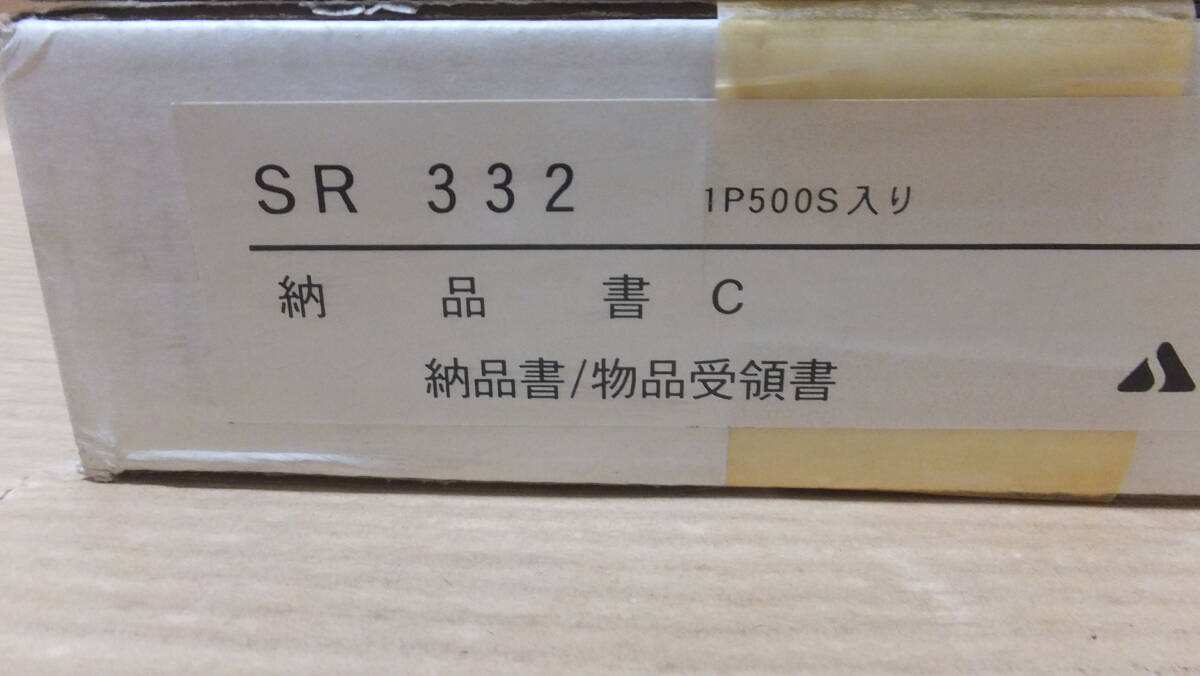 SR 332 1P500S入り
納品書 C
納品書/物品受領書